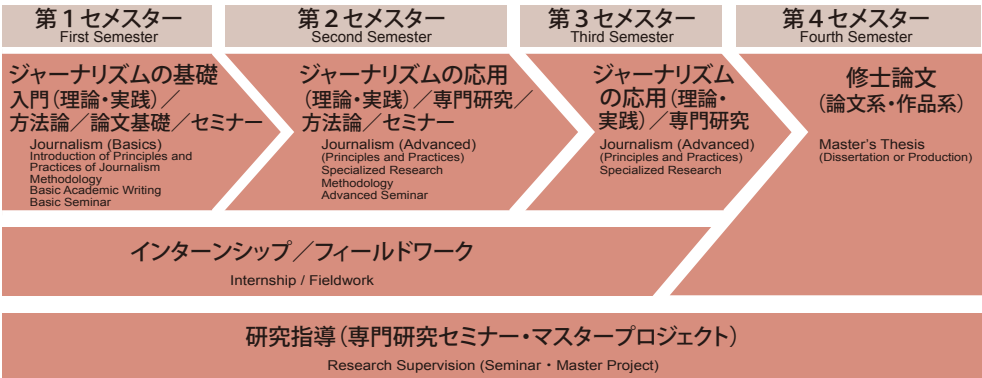 第1セメスター
First Semester
第2セメスター
Second Semester
第3セメスター
Third Semester
第4セメスター
Fourth Semester
ジャーナリズムの基礎
入門（理論・実践）／
方法論／論文基礎／セミナー
Journalism (Basics)
Introduction of Principles and
Practices of Journalism
Methodology
Basic Academic Writing
Basic Seminar
ジャーナリズムの応用
（理論・実践）／専門研究／
方法論／セミナー
Journalism (Advanced)
(Principles and Practices)
Specialized Research
Methodology
Advanced Seminar
ジャーナリズム
の応用（理論・
実践）／専門研究
Journalism (Advanced)
(Principles and Practices)
Specialized Research
修士論文
（論文系・作品系）
Master's Thesis
(Dissertation or Production)
インターンシップ／フィールドワーク
Internship / Fieldwork
研究指導（専門研究セミナー・マスタープロジェクト）
Research Supervision (Seminar・Master Project)